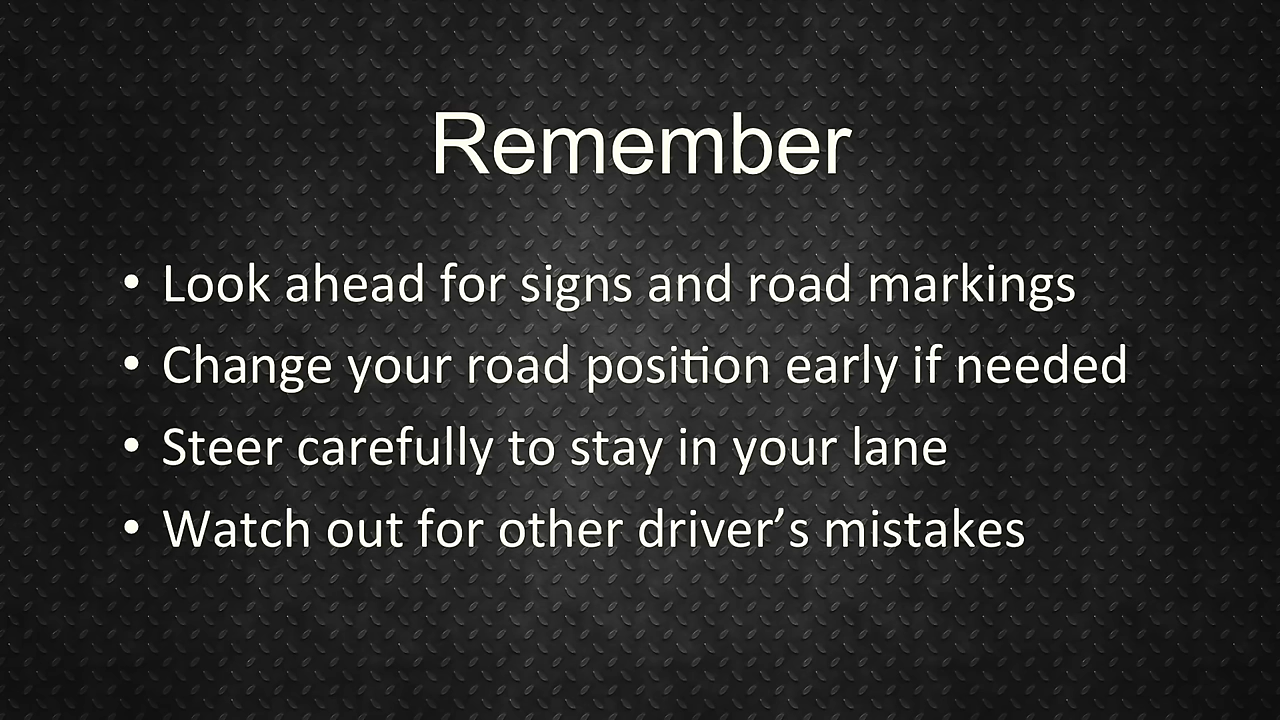 Remember
• Look ahead for signs and road markings
• Change your road position early if needed
• Steer carefully to stay in your lane
• Watch out for other driver’s mistakes